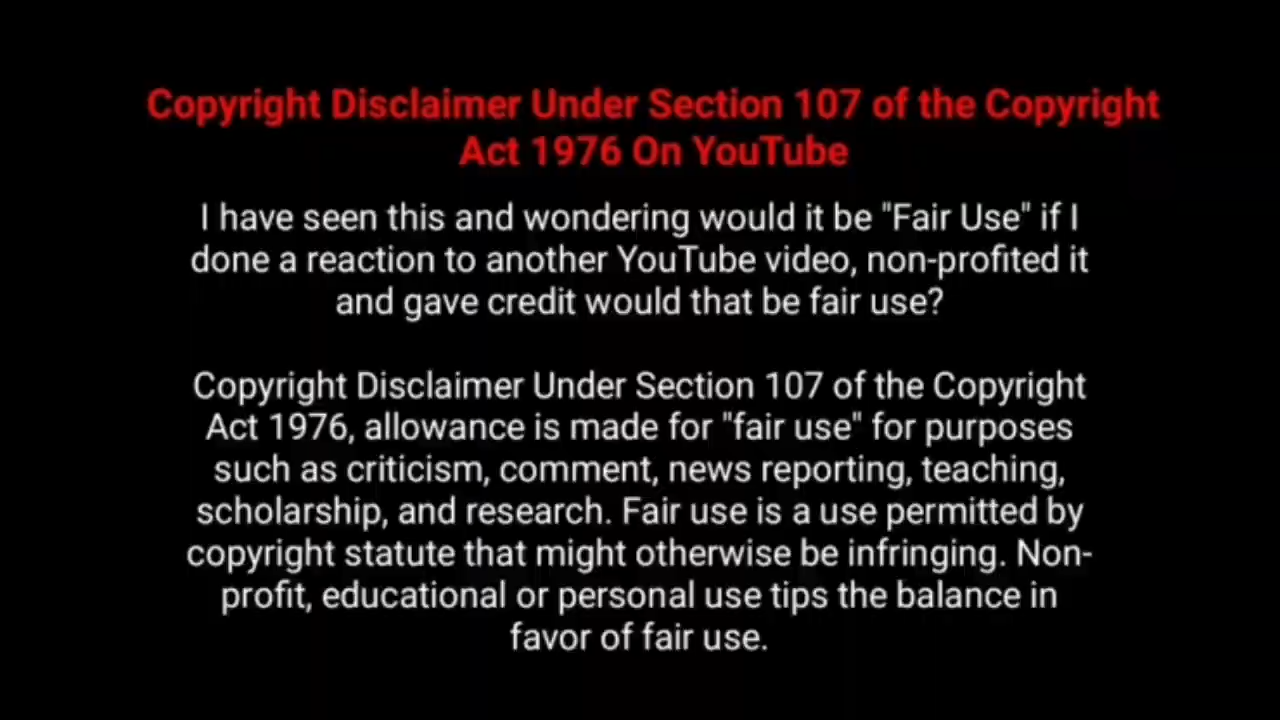 Copyright Disclaimer Under Section 107 of the Copyright
Act 1976 On YouTube
I have seen this and wondering would it be "Fair Use" if I
done a reaction to another YouTube video, non-profited it
and gave credit would that be fair use?
Copyright Disclaimer Under Section 107 of the Copyright
Act 1976, allowance is made for "fair use" for purposes
such as criticism, comment, news reporting, teaching,
scholarship, and research. Fair use is a use permitted by
copyright statute that might otherwise be infringing. Non-
profit, educational or personal use tips the balance in
favor of fair use.